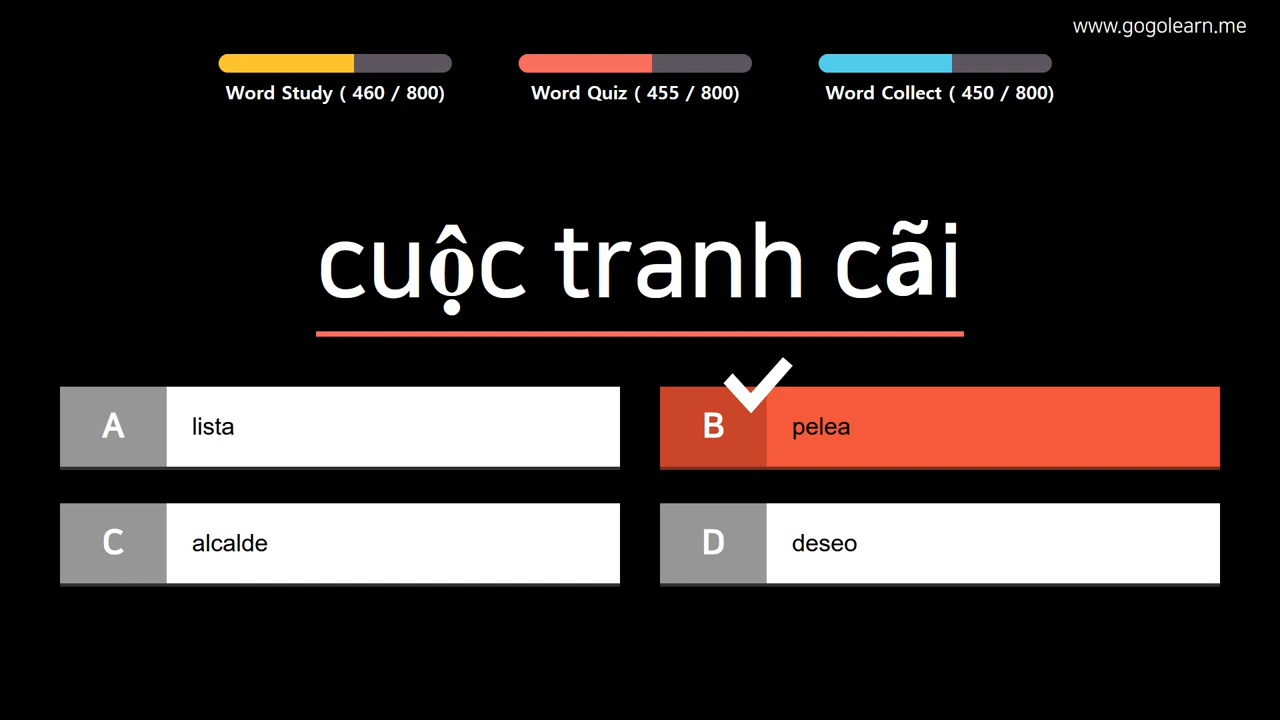 www.gogolearn.me
Word Study ( 460 / 800)
Word Quiz ( 455 / 800)
Word Collect ( 450 / 800)
cuộc tranh cãi
A lista
B pelea
C alcalde
D deseo